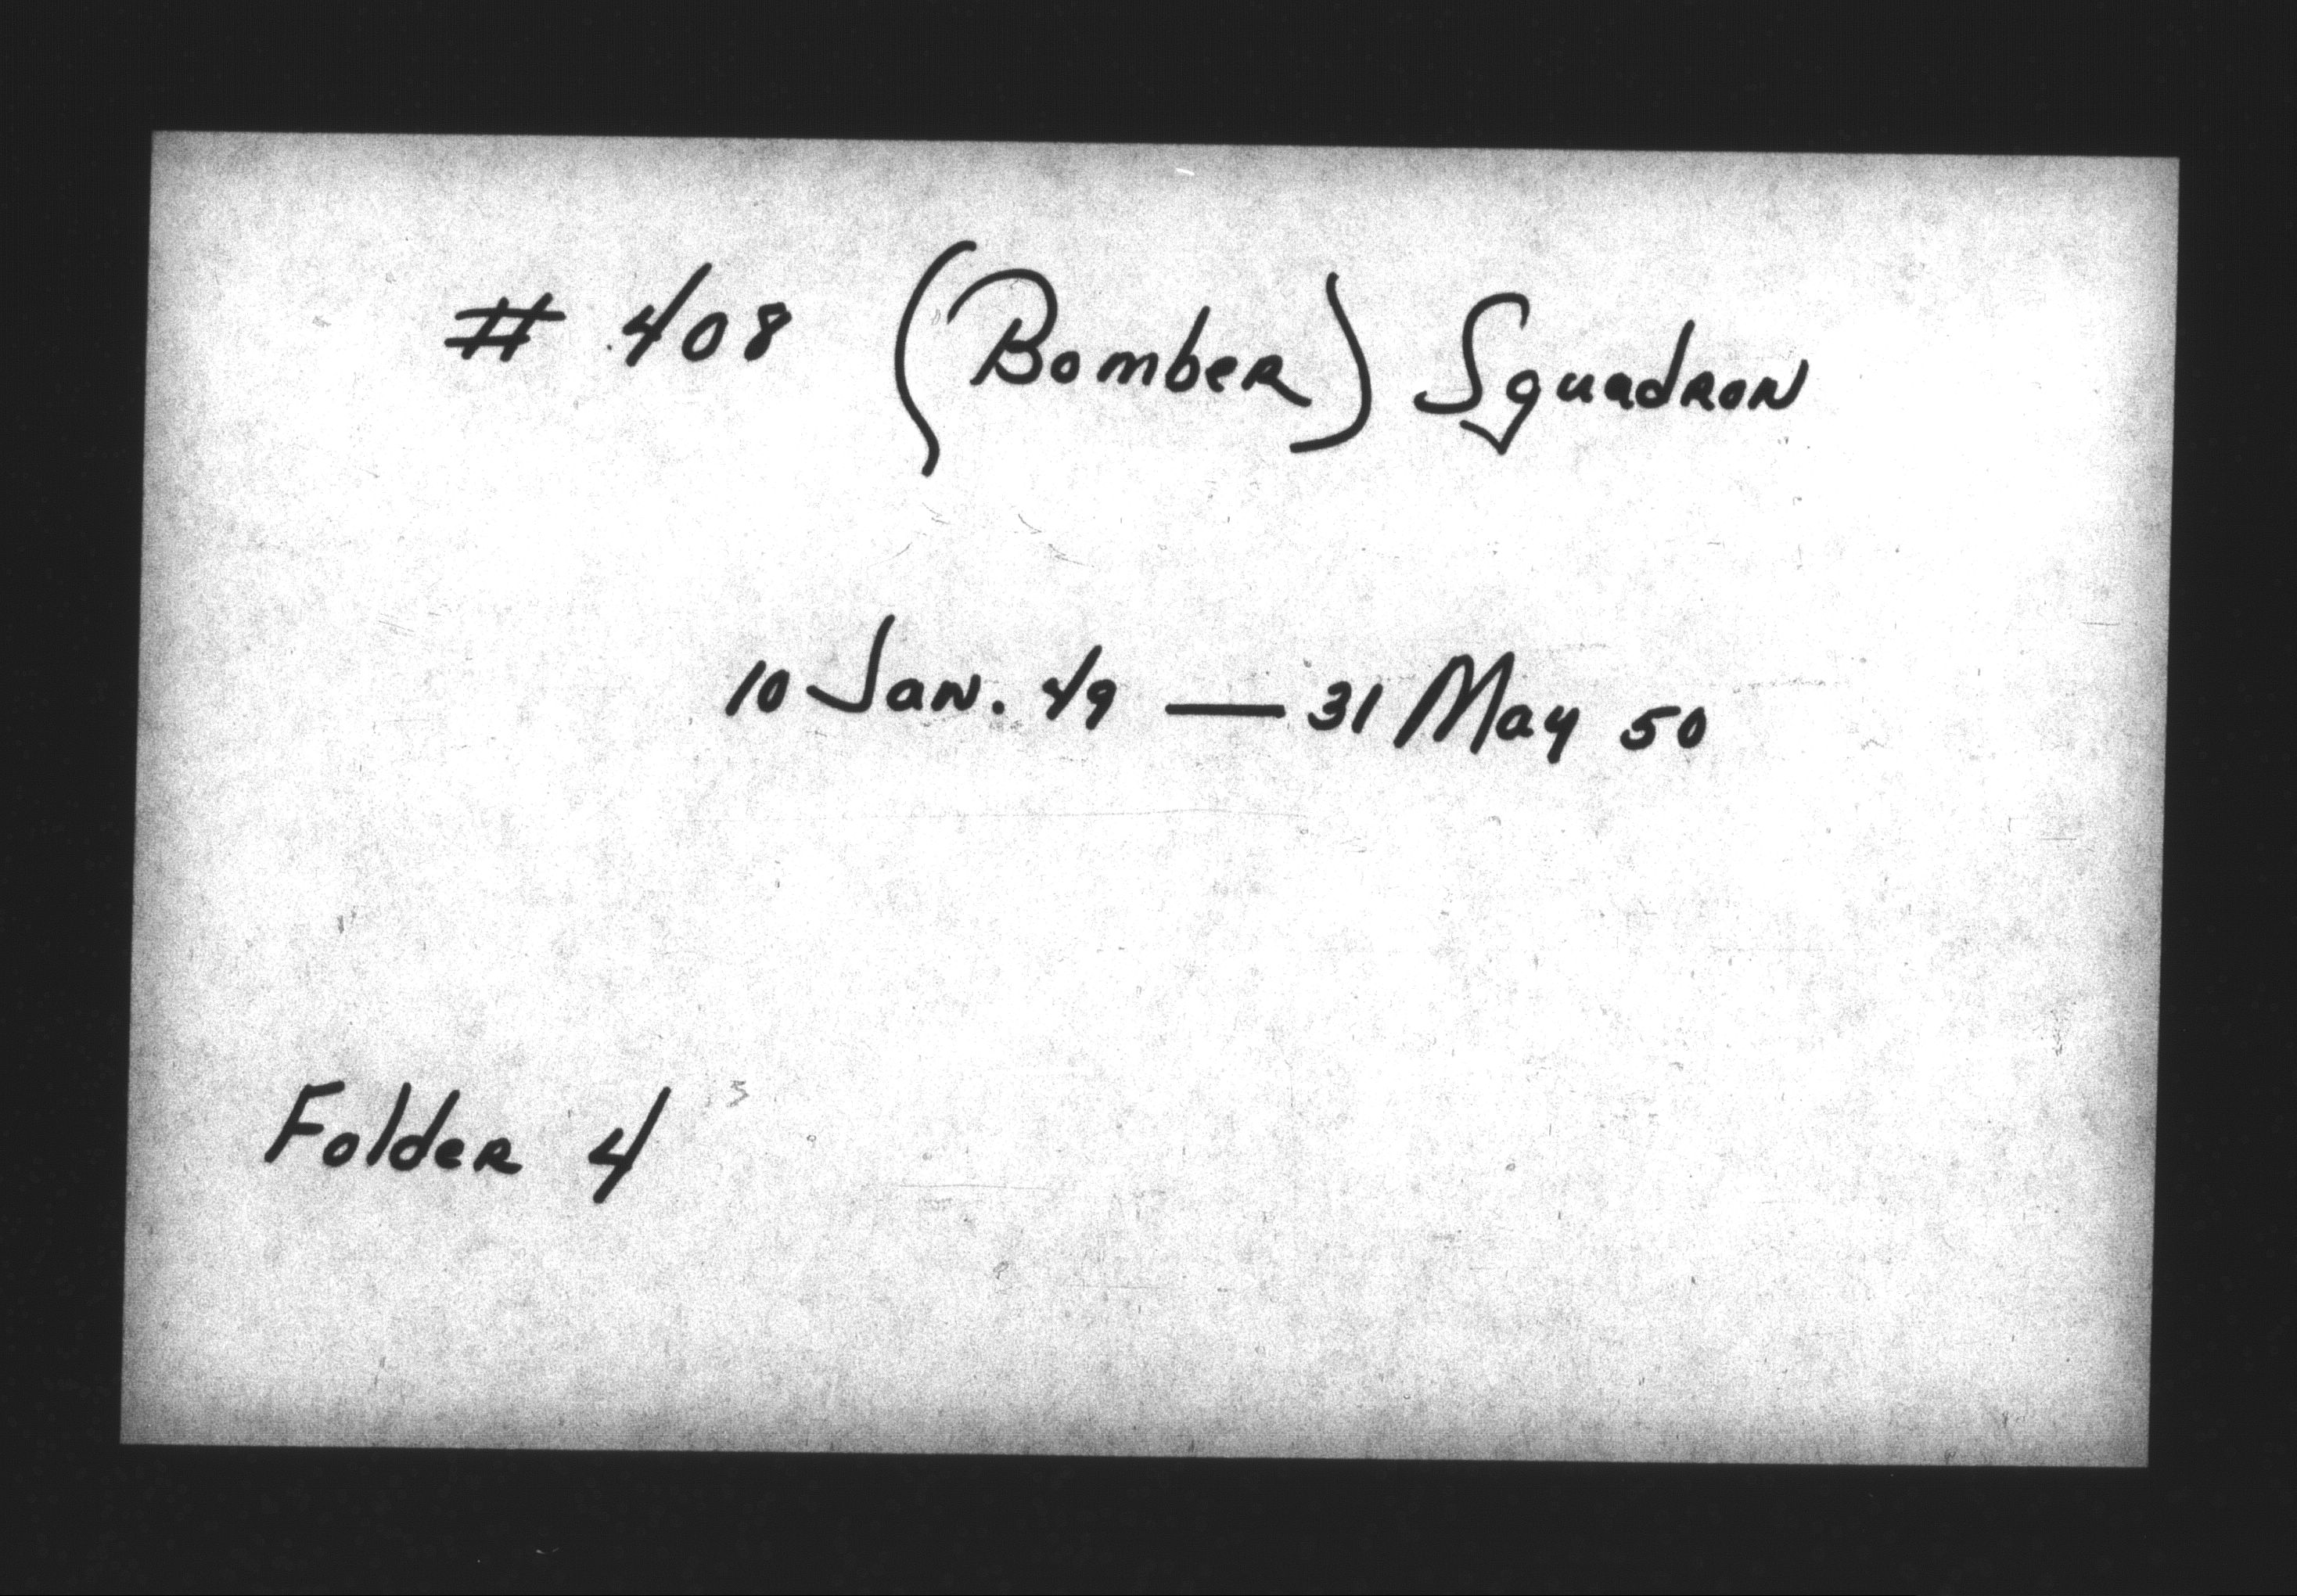 # 408 (Bomber) Squadron
10 Jan. 49 — 31 May 50
Folder 4